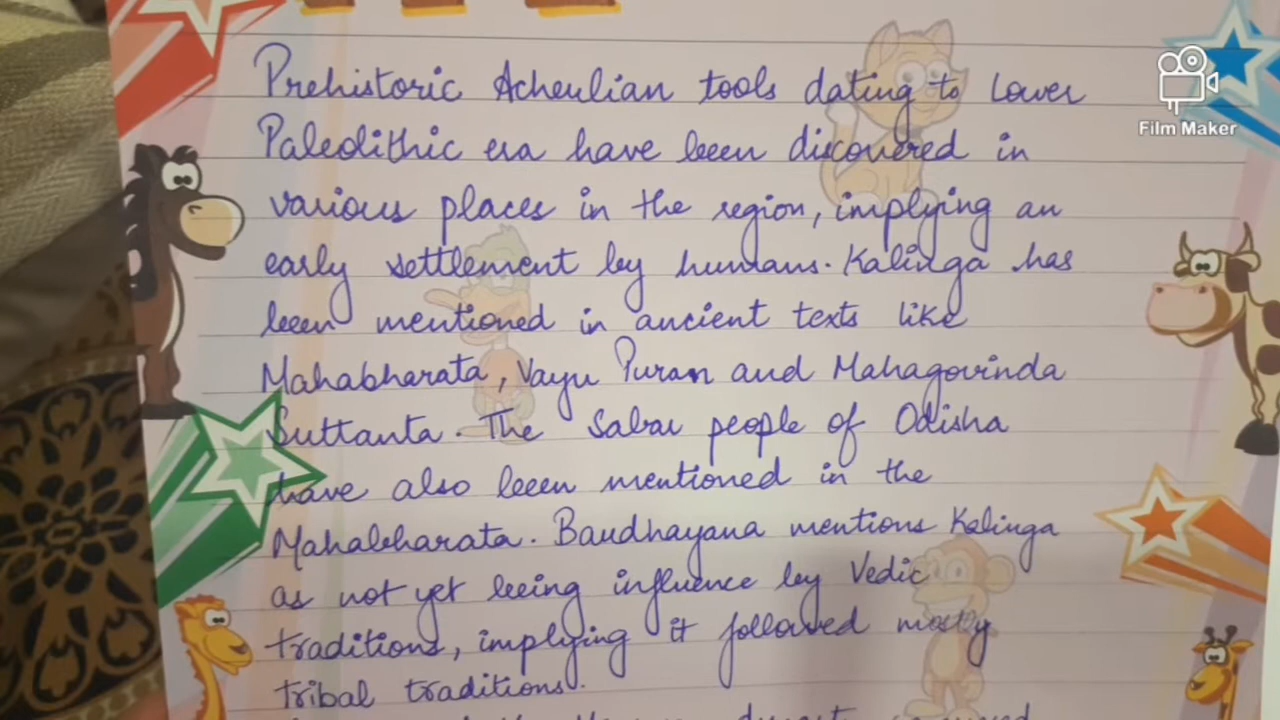 Prehistoric Acheulian tools dating to Lower
Paleolithic era have been discovered in
various places in the region, implying an
early settlement by humans. Kalinga has
been mentioned in ancient texts like
Mahabharata, Vayu Puran and Mahagovinda
Suttanta. The Sabar people of Odisha
have also been mentioned in the
Mahabharata. Baudhayana mentions Kalinga
as not yet being influence by Vedic
traditions, implying it followed mostly
tribal traditions.
Film Maker